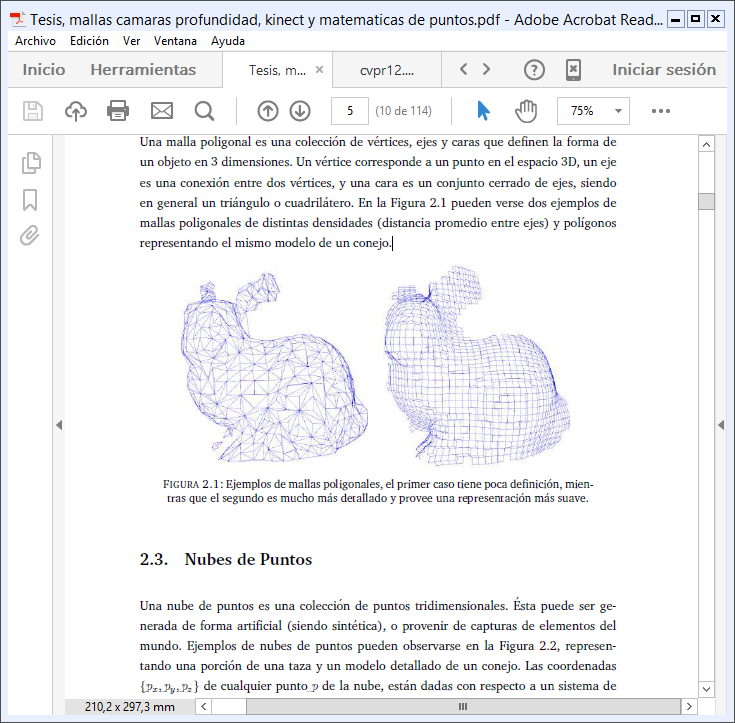 Tesis, mallas camaras profundidad, kinect y matematicas de puntos.pdf - Adobe Acrobat Read...
Archivo Edición Ver Ventana Ayuda
Inicio Herramientas Tesis, m... × cvpr12.... Iniciar sesión
5 (10 de 114) 75%
Una malla poligonal es una colección de vértices, ejes y caras que definen la forma de
un objeto en 3 dimensiones. Un vértice corresponde a un punto en el espacio 3D, un eje
es una conexión entre dos vértices, y una cara es un conjunto cerrado de ejes, siendo
en general un triángulo o cuadrilátero. En la Figura 2.1 pueden verse dos ejemplos de
mallas poligonales de distintas densidades (distancia promedio entre ejes) y polígonos
representando el mismo modelo de un conejo.
FIGURA 2.1: Ejemplos de mallas poligonales, el primer caso tiene poca definición, mien-
tras que el segundo es mucho más detallado y provee una representación más suave.
2.3. Nubes de Puntos
Una nube de puntos es una colección de puntos tridimensionales. Ésta puede ser ge-
nerada de forma artificial (siendo sintética), o provenir de capturas de elementos del
mundo. Ejemplos de nubes de puntos pueden observarse en la Figura 2.2, represen-
tando una porción de una taza y un modelo detallado de un conejo. Las coordenadas
{pₓ, p_y, p_z} de cualquier punto p de la nube, están dadas con respecto a un sistema de
210,2 x 297,3 mm